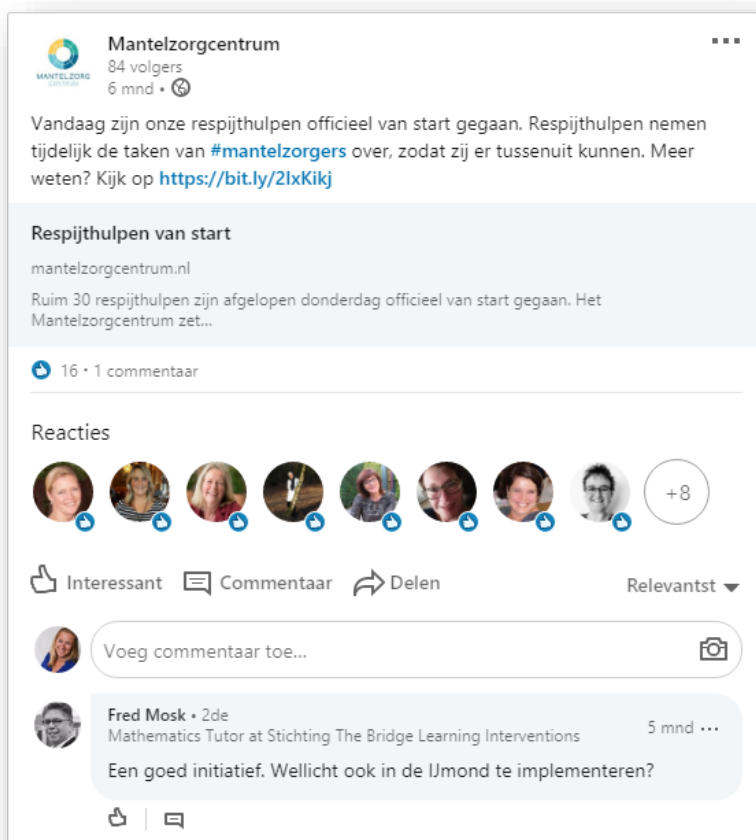 Mantelzorgcentrum
84 volgers
6 mnd •
MANTELZORG
CENTRUM
Vandaag zijn onze respijthulpen officieel van start gegaan. Respijthulpen nemen
tijdelijk de taken van #mantelzorgers over, zodat zij er tussenuit kunnen. Meer
weten? Kijk op https://bit.ly/2IxKikj
Respijthulpen van start
mantelzorgcentrum.nl
Ruim 30 respijthulpen zijn afgelopen donderdag officieel van start gegaan. Het
Mantelzorgcentrum zet...
16 • 1 commentaar
Reacties
+8
Interessant Commentaar Delen Relevantst
Voeg commentaar toe...
Fred Mosk • 2de
5 mnd ...
Mathematics Tutor at Stichting The Bridge Learning Interventions
Een goed initiatief. Wellicht ook in de IJmond te implementeren?